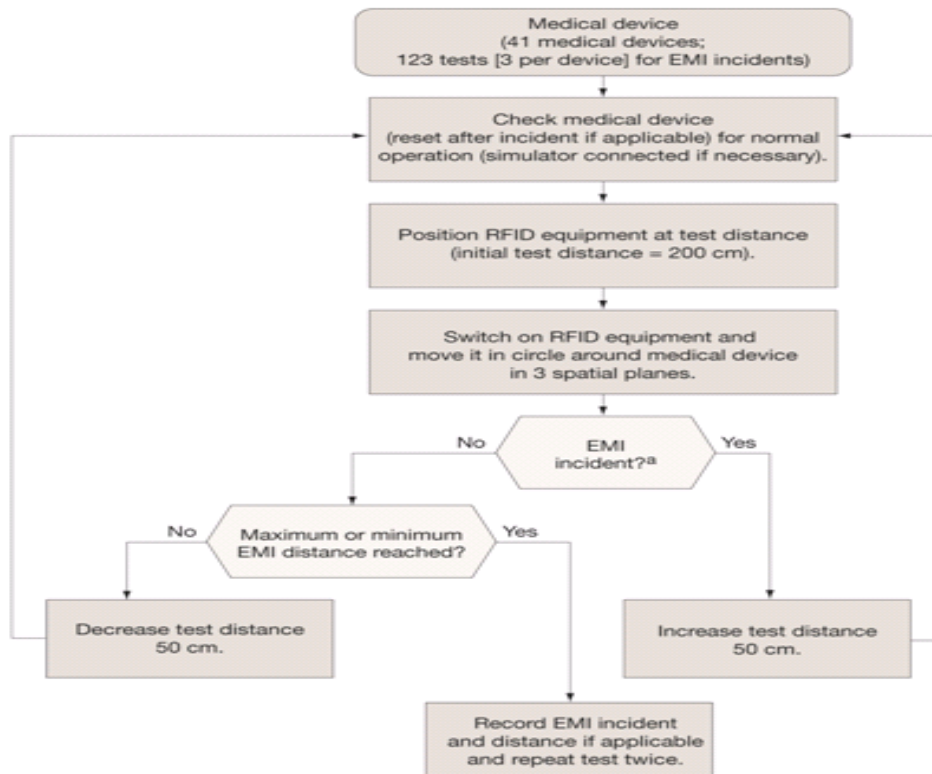 Medical device
(41 medical devices;
123 tests [3 per device] for EMI incidents)
Check medical device
(reset after incident if applicable) for normal
operation (simulator connected if necessary).
Position RFID equipment at test distance
(initial test distance = 200 cm).
Switch on RFID equipment and
move it in circle around medical device
in 3 spatial planes.
No
EMI
incident?ª
Yes
No
Maximum or minimum
EMI distance reached?
Yes
Decrease test distance
50 cm.
Increase test distance
50 cm.
Record EMI incident
and distance if applicable
and repeat test twice.